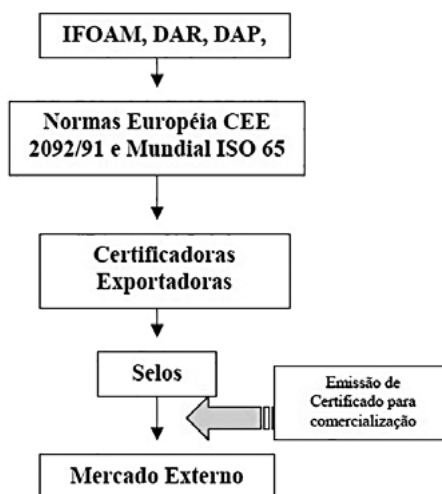 IFOAM, DAR, DAP,
Normas Européia CEE
2092/91 e Mundial ISO 65
Certificadoras
Exportadoras
Selos
Emissão de
Certificado para
comercialização
Mercado Externo